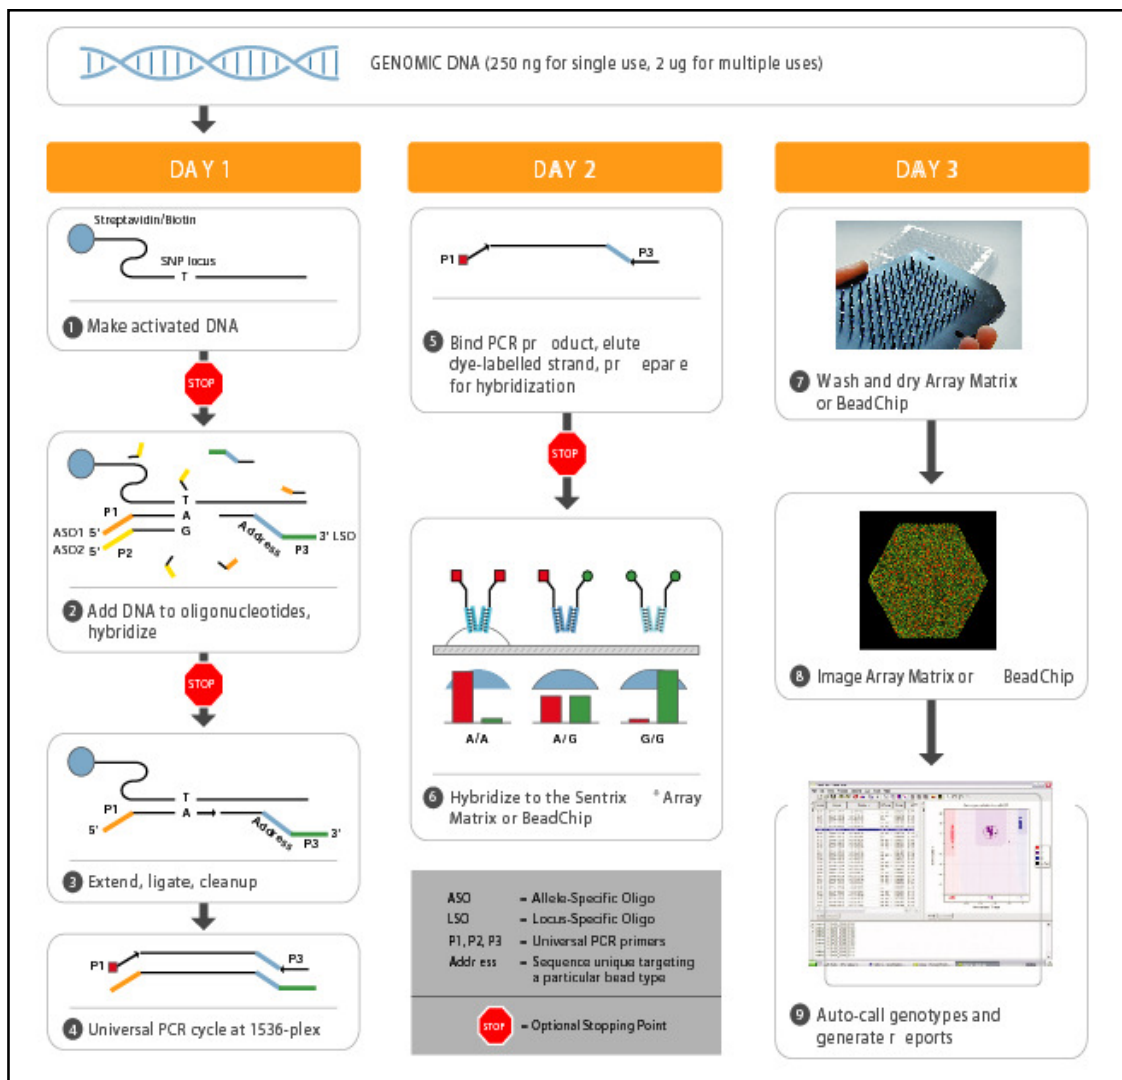 GENOMIC DNA (250 ng for single use, 2 ug for multiple uses)
DAY 1
Streptavidin/Biotin
SNP locus
T
1 Make activated DNA
STOP
T
P1
A
ASO1 5'
G
Address
3' LSO
ASO2 5'
P2
P3
2 Add DNA to oligonucleotides,
hybridize
STOP
T
P1
A
5'
Address
3'
P3
3 Extend, ligate, cleanup
P1
P3
4 Universal PCR cycle at 1536-plex
DAY 2
P1
P3
5 Bind PCR pr oduct, elute
dye-labelled strand, pr epar e
for hybridization
STOP
A/A
A/G
G/G
6 Hybridize to the Sentrix ® Array
Matrix or BeadChip
ASO = Allele-Specific Oligo
LSO = Locus-Specific Oligo
P1, P2, P3 = Universal PCR primers
Addr ess = Sequence unique targeting
a particular bead type
STOP = Optional Stopping Point
DAY 3
7 Wash and dry Array Matrix
or BeadChip
8 Image Array Matrix or BeadChip
9 Auto-call genotypes and
generate r eports